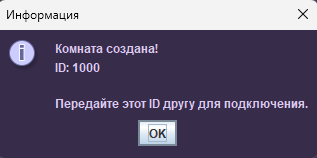 Информация
Комната создана!
ID: 1000
Передайте этот ID другу для подключения.
OK